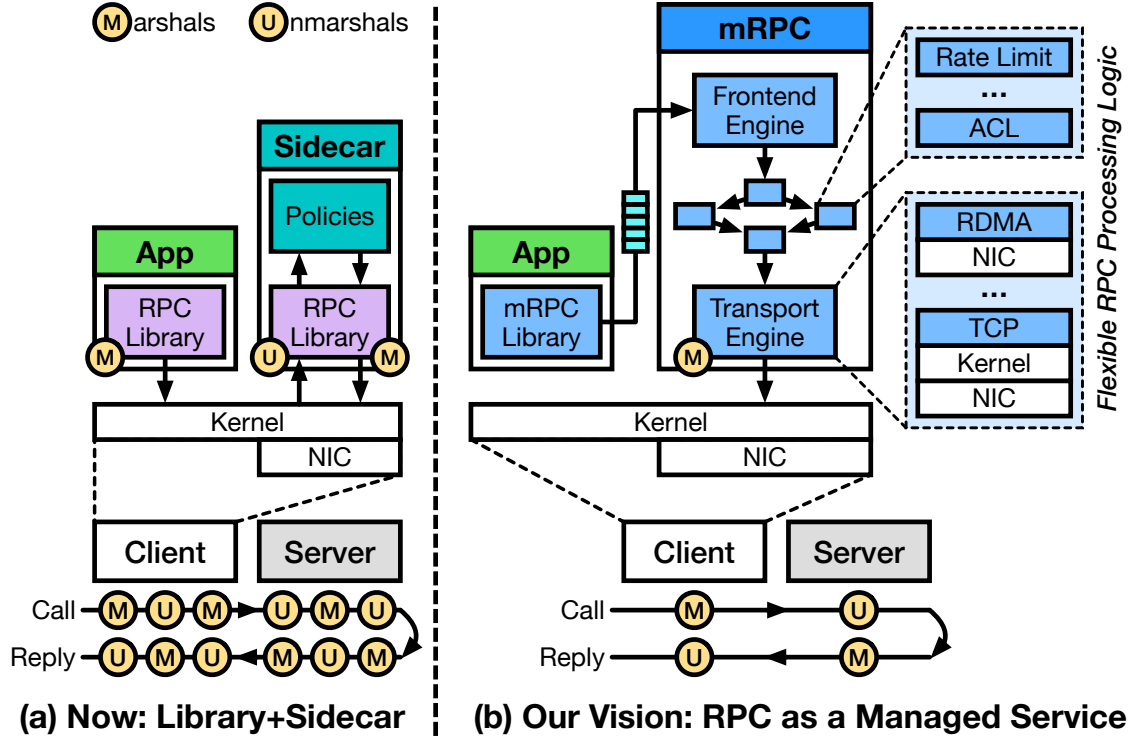 M arshals
U nmarshals
Sidecar
Policies
App
RPC
Library
RPC
Library
M
U
M
Kernel
NIC
Client
Server
Call
M U M U M U
Reply
U M U M U M
(a) Now: Library+Sidecar
mRPC
Frontend
Engine
App
mRPC
Library
Transport
Engine
M
Kernel
NIC
Rate Limit
...
ACL
RDMA
NIC
...
TCP
Kernel
NIC
Flexible RPC Processing Logic
Client
Server
Call
M U
Reply
U M
(b) Our Vision: RPC as a Managed Service